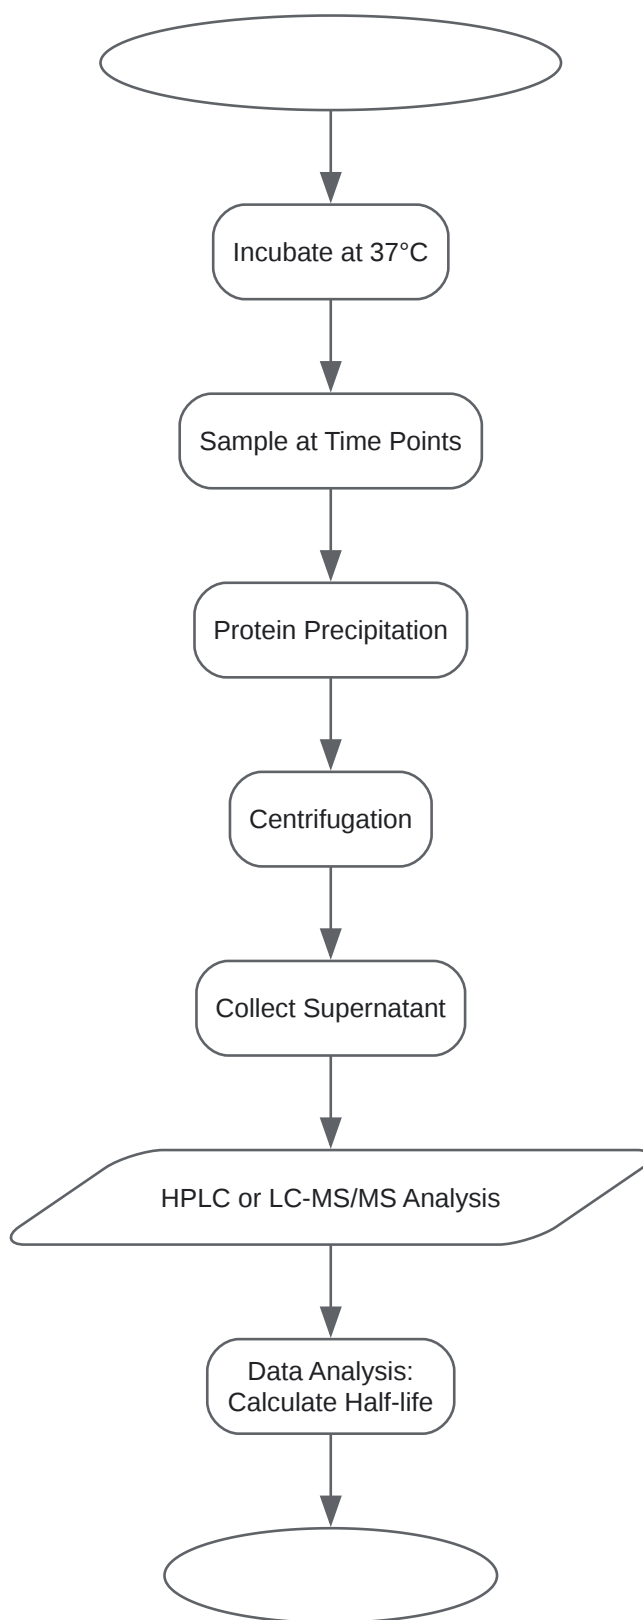 Incubate at 37°C
Sample at Time Points
Protein Precipitation
Centrifugation
Collect Supernatant
HPLC or LC-MS/MS Analysis
Data Analysis:
Calculate Half-life